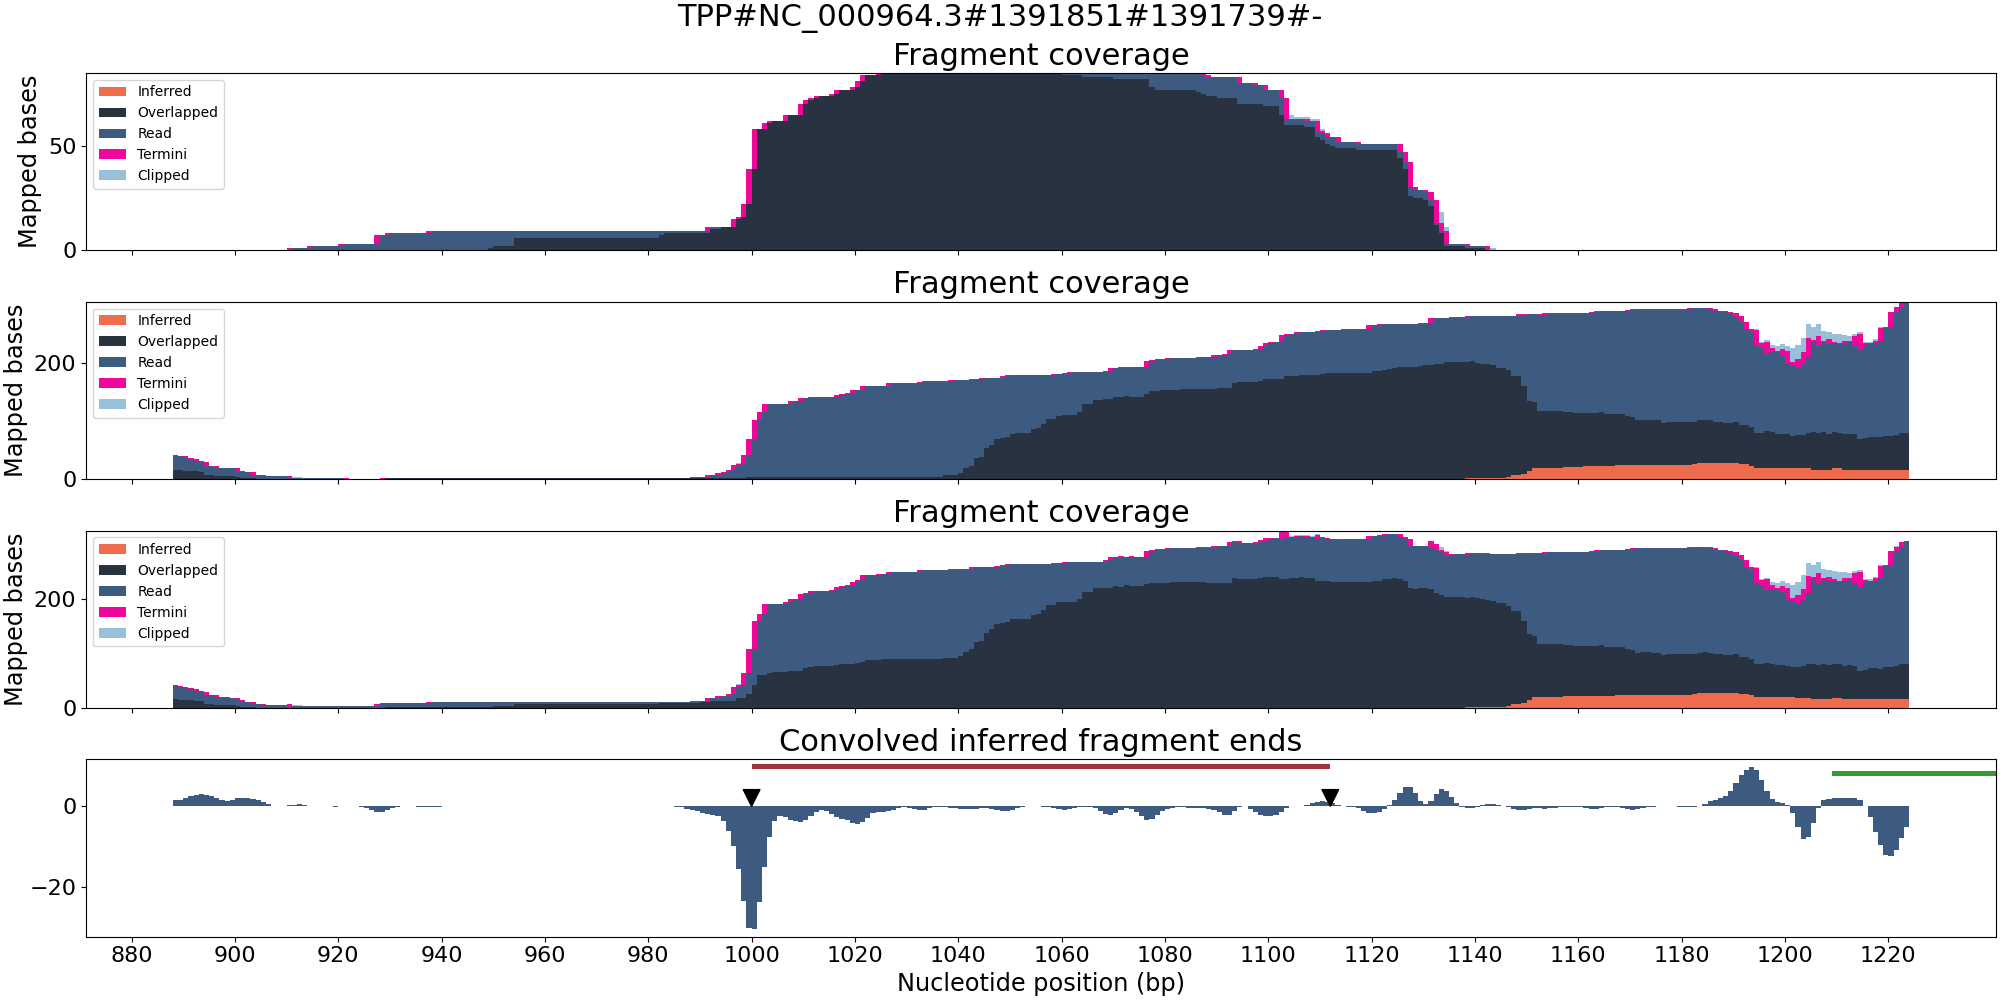 TPP#NC_000964.3#1391851#1391739#-
Fragment coverage
Mapped bases
50
0
Inferred
Overlapped
Read
Termini
Clipped
Fragment coverage
Mapped bases
200
0
Inferred
Overlapped
Read
Termini
Clipped
Fragment coverage
Mapped bases
200
0
Inferred
Overlapped
Read
Termini
Clipped
Convolved inferred fragment ends
0
−20
880 900 920 940 960 980 1000 1020 1040 1060 1080 1100 1120 1140 1160 1180 1200 1220
Nucleotide position (bp)